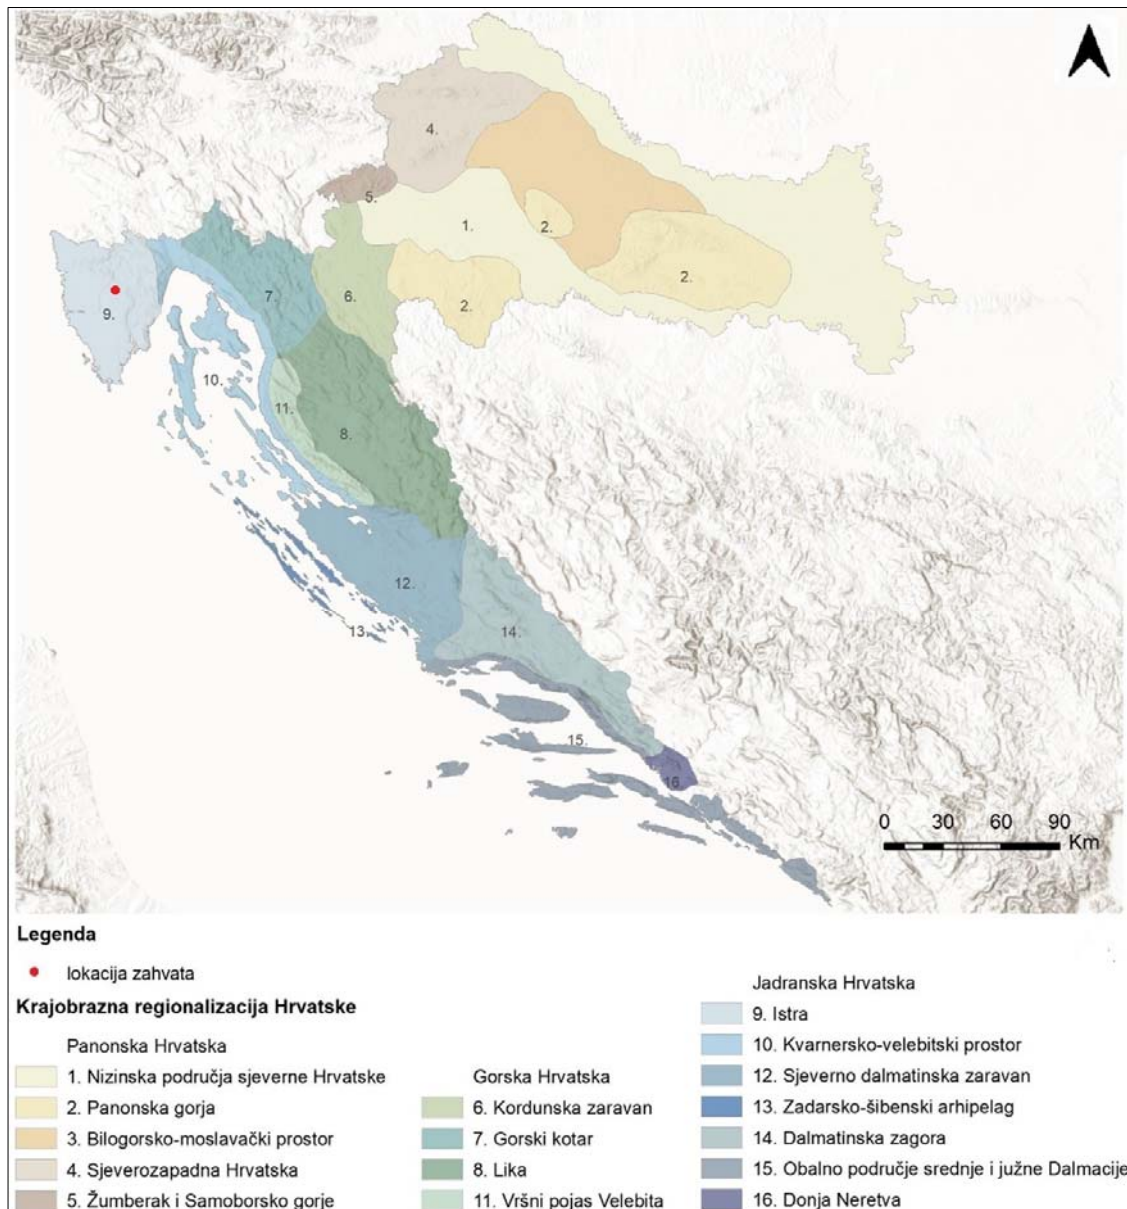 4.
5.
1.
2.
2.
7.
6.
9.
2.
10.
11.
8.
12.
13.
14.
15.
16.
0 30 60 90
Km
Legenda
lokacija zahvata
Krajobrazna regionalizacija Hrvatske
Panonska Hrvatska
1. Nizinska područja sjeverne Hrvatske
2. Panonska gorja
3. Bilogorsko-moslavački prostor
4. Sjeverozapadna Hrvatska
5. Žumberak i Samoborsko gorje
Gorska Hrvatska
6. Kordunska zaravan
7. Gorski kotar
8. Lika
11. Vršni pojas Velebita
Jadranska Hrvatska
9. Istra
10. Kvarnersko-velebitski prostor
12. Sjeverno dalmatinska zaravan
13. Zadarsko-šibenski arhipelag
14. Dalmatinska zagora
15. Obalno područje srednje i južne Dalmacije
16. Donja Neretva